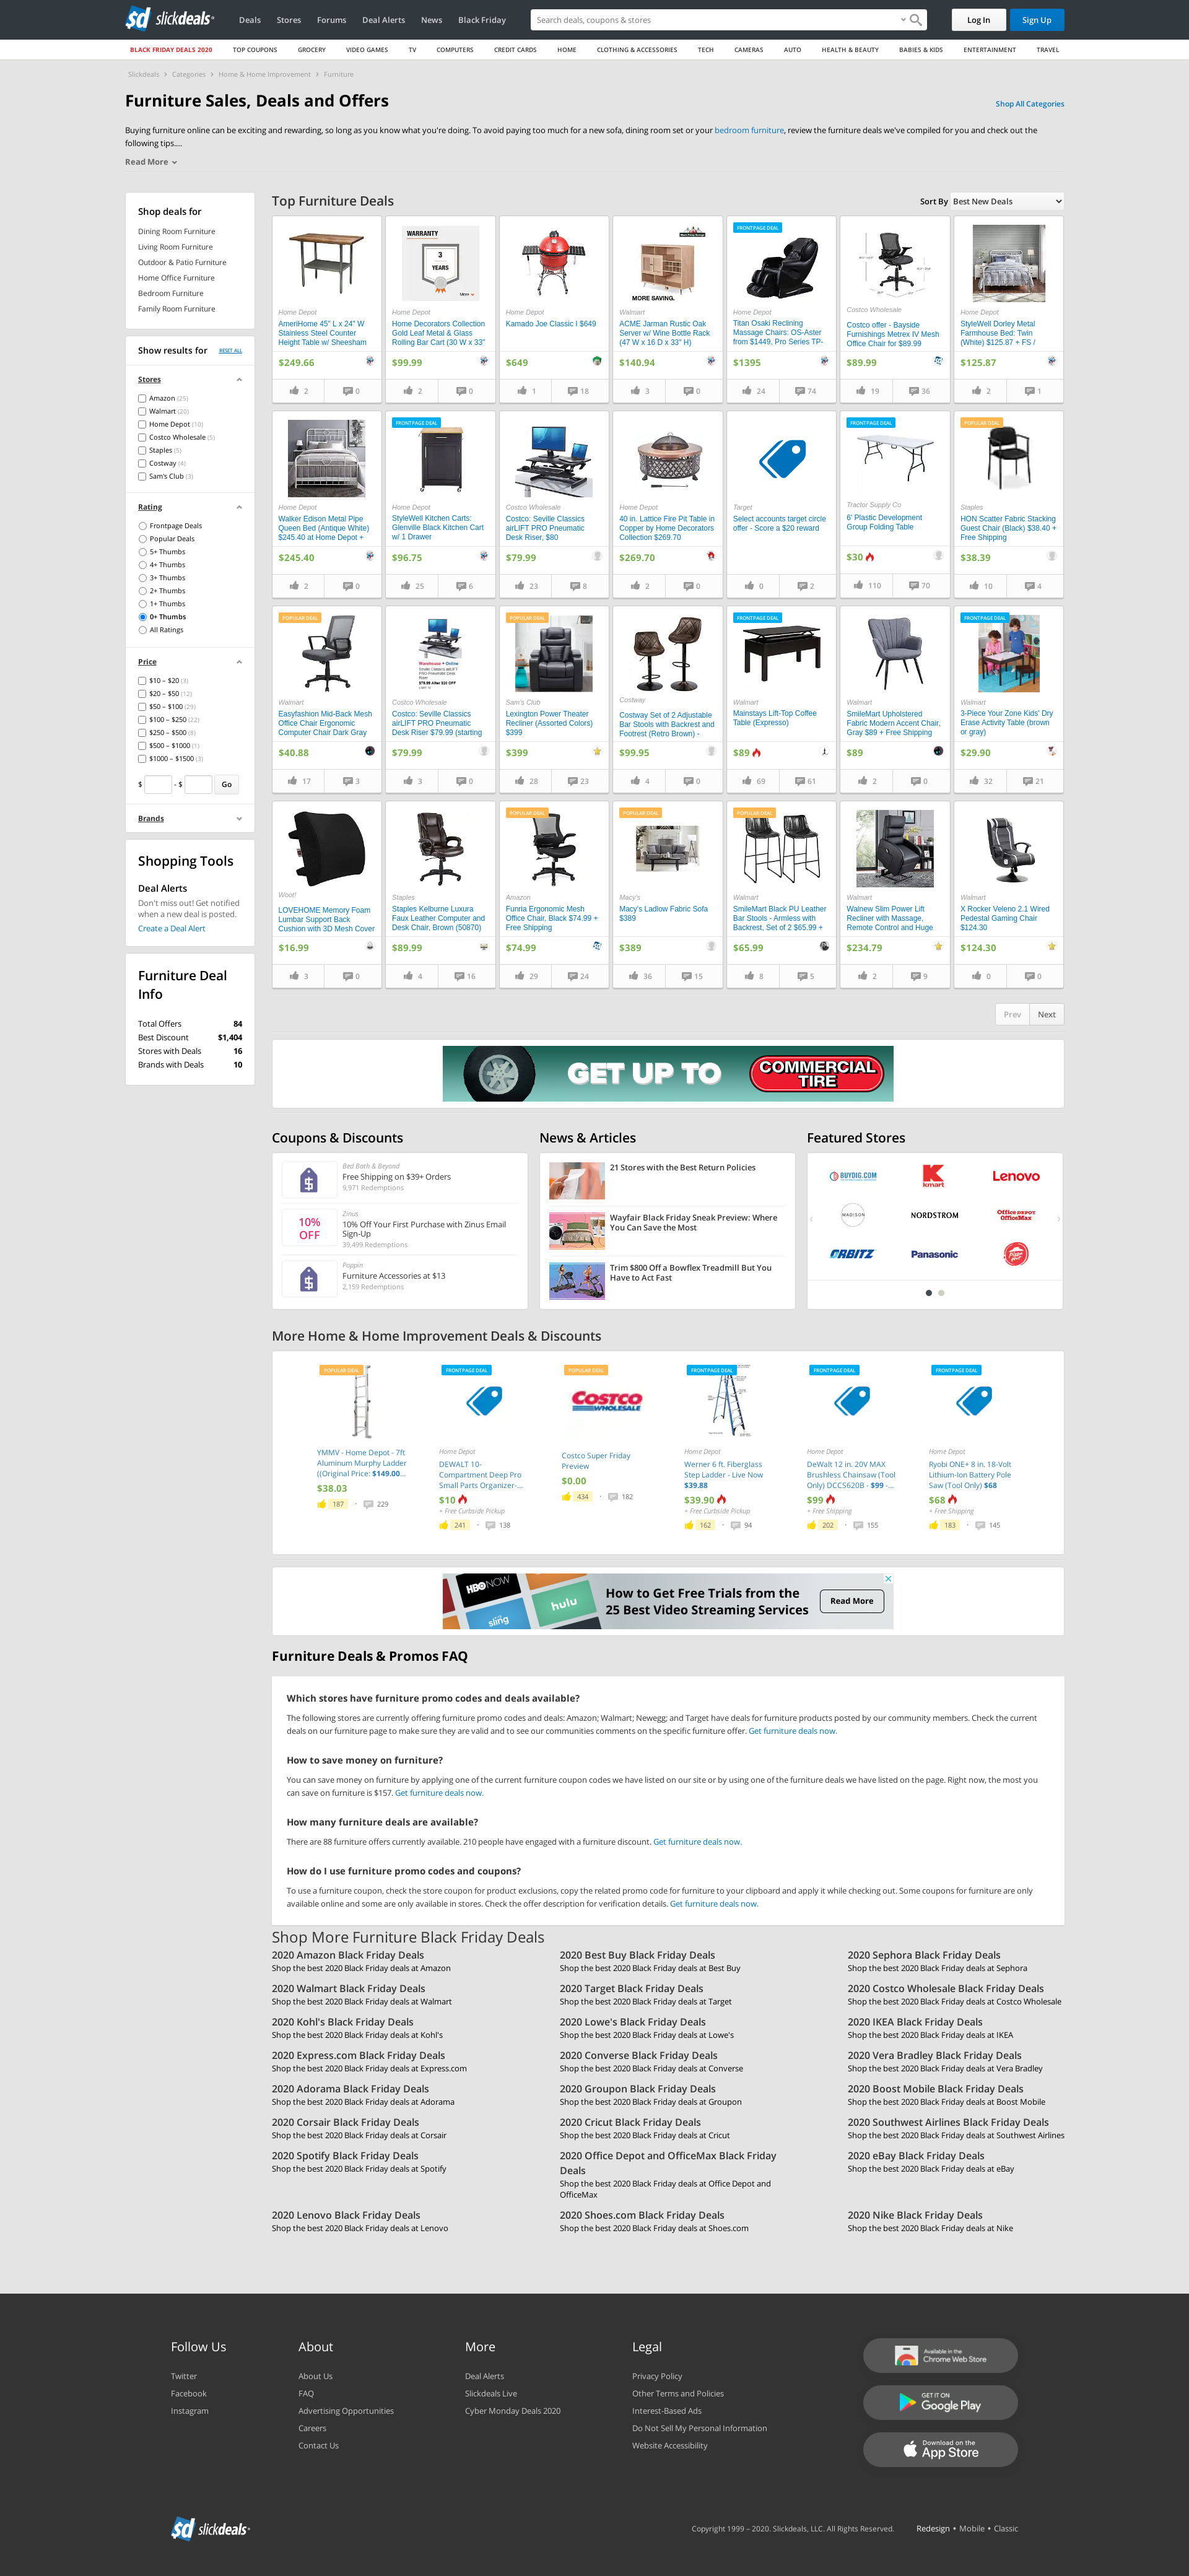 slickdeals
Deals Stores Forums Deal Alerts News Black Friday
Search deals, coupons & stores
Log In Sign Up
BLACK FRIDAY DEALS 2020 TOP COUPONS GROCERY VIDEO GAMES TV COMPUTERS CREDIT CARDS HOME CLOTHING & ACCESSORIES TECH CAMERAS AUTO HEALTH & BEAUTY BABIES & KIDS ENTERTAINMENT TRAVEL
Slickdeals > Categories > Home & Home Improvement > Furniture
Furniture Sales, Deals and Offers
Shop All Categories
Buying furniture online can be exciting and rewarding, so long as you know what you're doing. To avoid paying too much for a new sofa, dining room set or your bedroom furniture, review the furniture deals we've compiled for you and check out the
following tips....
Read More
Shop deals for
Dining Room Furniture
Living Room Furniture
Outdoor & Patio Furniture
Home Office Furniture
Bedroom Furniture
Family Room Furniture
Show results for RESET ALL
Stores
Amazon (25)
Walmart (20)
Home Depot (10)
Costco Wholesale (5)
Staples (5)
Costway (4)
Sam's Club (3)
Rating
Frontpage Deals
Popular Deals
5+ Thumbs
4+ Thumbs
3+ Thumbs
2+ Thumbs
1+ Thumbs
0+ Thumbs
All Ratings
Price
$10 – $20 (3)
$20 – $50 (12)
$50 – $100 (29)
$100 – $250 (22)
$250 – $500 (8)
$500 – $1000 (1)
$1000 – $1500 (3)
$ - $ Go
Brands
Shopping Tools
Deal Alerts
Don't miss out! Get notified
when a new deal is posted.
Create a Deal Alert
Furniture Deal
Info
Total Offers 84
Best Discount $1,404
Stores with Deals 16
Brands with Deals 10
Top Furniture Deals
Sort By Best New Deals
Home Depot
AmeriHome 45" L x 24" W
Stainless Steel Counter
Height Table w/ Sheesham
$249.66
2 0
WARRANTY
3
YEARS
Home Depot
Home Decorators Collection
Gold Leaf Metal & Glass
Rolling Bar Cart (30 W x 33"
$99.99
2 0
Home Depot
Kamado Joe Classic I $649
$649
1 18
MORE SAVING.
Walmart
ACME Jarman Rustic Oak
Server w/ Wine Bottle Rack
(47 W x 16 D x 33" H)
$140.94
3 0
FRONTPAGE DEAL
Home Depot
Titan Osaki Reclining
Massage Chairs: OS-Aster
from $1449, Pro Series TP-
$1395
24 74
Costco Wholesale
Costco offer - Bayside
Furnishings Metrex IV Mesh
Office Chair for $89.99
$89.99
19 36
Home Depot
StyleWell Dorley Metal
Farmhouse Bed: Twin
(White) $125.87 + FS /
$125.87
2 1
Home Depot
Walker Edison Metal Pipe
Queen Bed (Antique White)
$245.40 at Home Depot +
$245.40
2 0
FRONTPAGE DEAL
Home Depot
StyleWell Kitchen Carts:
Glenville Black Kitchen Cart
w/ 1 Drawer
$96.75
25 6
Costco Wholesale
Costco: Seville Classics
airLIFT PRO Pneumatic
Desk Riser, $80
$79.99
23 8
Home Depot
40 in. Lattice Fire Pit Table in
Copper by Home Decorators
Collection $269.70
$269.70
2 0
Target
Select accounts target circle
offer - Score a $20 reward
0 2
FRONTPAGE DEAL
Tractor Supply Co
6' Plastic Development
Group Folding Table
$30
110 70
POPULAR DEAL
Staples
HON Scatter Fabric Stacking
Guest Chair (Black) $38.40 +
Free Shipping
$38.39
10 4
POPULAR DEAL
Walmart
Easyfashion Mid-Back Mesh
Office Chair Ergonomic
Computer Chair Dark Gray
$40.88
17 3
Warehouse + Online
Costco Wholesale
Costco: Seville Classics
airLIFT PRO Pneumatic
Desk Riser $79.99 (starting
$79.99
3 0
POPULAR DEAL
Sam's Club
Lexington Power Theater
Recliner (Assorted Colors)
$399
$399
28 23
Costway
Costway Set of 2 Adjustable
Bar Stools with Backrest and
Footrest (Retro Brown) -
$99.95
4 0
FRONTPAGE DEAL
Walmart
Mainstays Lift-Top Coffee
Table (Expresso)
$89
69 61
Walmart
SmileMart Upholstered
Fabric Modern Accent Chair,
Gray $89 + Free Shipping
$89
2 0
FRONTPAGE DEAL
Walmart
3-Piece Your Zone Kids' Dry
Erase Activity Table (brown
or gray)
$29.90
32 21
Woot!
LOVEHOME Memory Foam
Lumbar Support Back
Cushion with 3D Mesh Cover
$16.99
3 0
Staples
Staples Kelburne Luxura
Faux Leather Computer and
Desk Chair, Brown (50870)
$89.99
4 16
POPULAR DEAL
Amazon
Funria Ergonomic Mesh
Office Chair, Black $74.99 +
Free Shipping
$74.99
29 24
POPULAR DEAL
Macy's
Macy's Ladlow Fabric Sofa
$389
$389
36 15
POPULAR DEAL
Walmart
SmileMart Black PU Leather
Bar Stools - Armless with
Backrest, Set of 2 $65.99 +
$65.99
8 5
Walmart
Walnew Slim Power Lift
Recliner with Massage,
Remote Control and Huge
$234.79
2 9
Walmart
X Rocker Veleno 2.1 Wired
Pedestal Gaming Chair
$124.30
$124.30
0 0
Prev Next
GET UP TO COMMERCIAL TIRE
Coupons & Discounts
Bed Bath & Beyond
Free Shipping on $39+ Orders
9,971 Redemptions
10%
OFF
Zinus
10% Off Your First Purchase with Zinus Email
Sign-Up
39,499 Redemptions
Poppin
Furniture Accessories at $13
2,159 Redemptions
News & Articles
21 Stores with the Best Return Policies
Wayfair Black Friday Sneak Preview: Where
You Can Save the Most
Trim $800 Off a Bowflex Treadmill But You
Have to Act Fast
Featured Stores
BUYDIG.COM kmart Lenovo
MADISON NORDSTROM Office DEPOT OfficeMax
ORBITZ Panasonic
More Home & Home Improvement Deals & Discounts
POPULAR DEAL
YMMV - Home Depot - 7ft
Aluminum Murphy Ladder
((Original Price: $149.00...
$38.03
187 229
FRONTPAGE DEAL
Home Depot
DEWALT 10-
Compartment Deep Pro
Small Parts Organizer-...
$10
+ Free Curbside Pickup
241 138
POPULAR DEAL
COSTCO WHOLESALE
Costco Super Friday
Preview
$0.00
434 182
FRONTPAGE DEAL
Home Depot
Werner 6 ft. Fiberglass
Step Ladder - Live Now
$39.88
$39.90
+ Free Curbside Pickup
162 94
FRONTPAGE DEAL
Home Depot
DeWalt 12 in. 20V MAX
Brushless Chainsaw (Tool
Only) DCCS620B - $99 -...
$99
+ Free Shipping
202 155
FRONTPAGE DEAL
Home Depot
Ryobi ONE+ 8 in. 18-Volt
Lithium-Ion Battery Pole
Saw (Tool Only) $68
$68
+ Free Shipping
183 145
HBO NOW sling hulu
How to Get Free Trials from the
25 Best Video Streaming Services
Read More
Furniture Deals & Promos FAQ
Which stores have furniture promo codes and deals available?
The following stores are currently offering furniture promo codes and deals: Amazon; Walmart; Newegg; and Target have deals for furniture products posted by our community members. Check the current
deals on our furniture page to make sure they are valid and to see our communities comments on the specific furniture offer. Get furniture deals now.
How to save money on furniture?
You can save money on furniture by applying one of the current furniture coupon codes we have listed on our site or by using one of the furniture deals we have listed on the page. Right now, the most you
can save on furniture is $157. Get furniture deals now.
How many furniture deals are available?
There are 88 furniture offers currently available. 210 people have engaged with a furniture discount. Get furniture deals now.
How do I use furniture promo codes and coupons?
To use a furniture coupon, check the store coupon for product exclusions, copy the related promo code for furniture to your clipboard and apply it while checking out. Some coupons for furniture are only
available online and some are only available in stores. Check the offer description for verification details. Get furniture deals now.
Shop More Furniture Black Friday Deals
2020 Amazon Black Friday Deals
Shop the best 2020 Black Friday deals at Amazon
2020 Best Buy Black Friday Deals
Shop the best 2020 Black Friday deals at Best Buy
2020 Sephora Black Friday Deals
Shop the best 2020 Black Friday deals at Sephora
2020 Walmart Black Friday Deals
Shop the best 2020 Black Friday deals at Walmart
2020 Target Black Friday Deals
Shop the best 2020 Black Friday deals at Target
2020 Costco Wholesale Black Friday Deals
Shop the best 2020 Black Friday deals at Costco Wholesale
2020 Kohl's Black Friday Deals
Shop the best 2020 Black Friday deals at Kohl's
2020 Lowe's Black Friday Deals
Shop the best 2020 Black Friday deals at Lowe's
2020 IKEA Black Friday Deals
Shop the best 2020 Black Friday deals at IKEA
2020 Express.com Black Friday Deals
Shop the best 2020 Black Friday deals at Express.com
2020 Converse Black Friday Deals
Shop the best 2020 Black Friday deals at Converse
2020 Vera Bradley Black Friday Deals
Shop the best 2020 Black Friday deals at Vera Bradley
2020 Adorama Black Friday Deals
Shop the best 2020 Black Friday deals at Adorama
2020 Groupon Black Friday Deals
Shop the best 2020 Black Friday deals at Groupon
2020 Boost Mobile Black Friday Deals
Shop the best 2020 Black Friday deals at Boost Mobile
2020 Corsair Black Friday Deals
Shop the best 2020 Black Friday deals at Corsair
2020 Cricut Black Friday Deals
Shop the best 2020 Black Friday deals at Cricut
2020 Southwest Airlines Black Friday Deals
Shop the best 2020 Black Friday deals at Southwest Airlines
2020 Spotify Black Friday Deals
Shop the best 2020 Black Friday deals at Spotify
2020 Office Depot and OfficeMax Black Friday
Deals
Shop the best 2020 Black Friday deals at Office Depot and
OfficeMax
2020 eBay Black Friday Deals
Shop the best 2020 Black Friday deals at eBay
2020 Lenovo Black Friday Deals
Shop the best 2020 Black Friday deals at Lenovo
2020 Shoes.com Black Friday Deals
Shop the best 2020 Black Friday deals at Shoes.com
2020 Nike Black Friday Deals
Shop the best 2020 Black Friday deals at Nike
Follow Us
Twitter
Facebook
Instagram
About
About Us
FAQ
Advertising Opportunities
Careers
Contact Us
More
Deal Alerts
Slickdeals Live
Cyber Monday Deals 2020
Legal
Privacy Policy
Other Terms and Policies
Interest-Based Ads
Do Not Sell My Personal Information
Website Accessibility
Available in the
Chrome Web Store
GET IT ON
Google Play
Download on the
App Store
slickdeals
Copyright 1999 – 2020. Slickdeals, LLC. All Rights Reserved. Redesign • Mobile • Classic